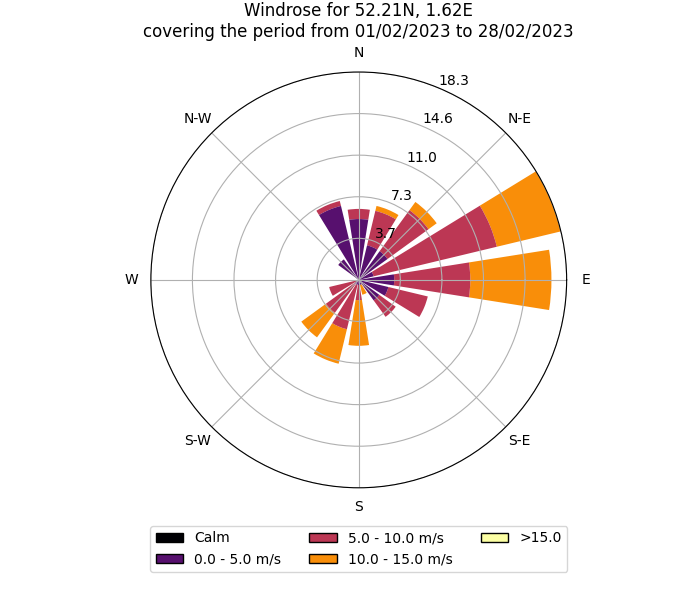 Windrose for 52.21N, 1.62E
covering the period from 01/02/2023 to 28/02/2023
N
18.3
N-W
14.6
N-E
11.0
7.3
3.7
W
E
S-W
S-E
S
Calm
5.0 - 10.0 m/s
>15.0
0.0 - 5.0 m/s
10.0 - 15.0 m/s